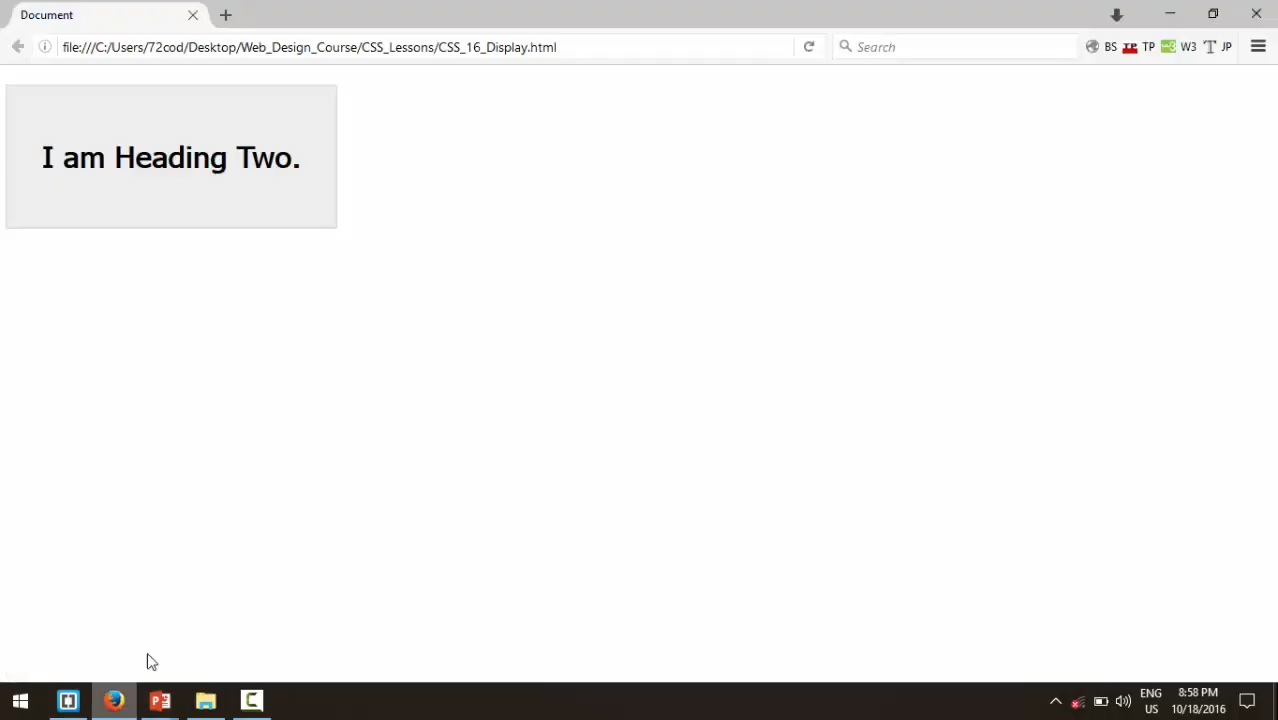 Document
file:///C:/Users/72cod/Desktop/Web_Design_Course/CSS_Lessons/CSS_16_Display.html
Search
BS
TP
W3
JP
I am Heading Two.
ENG
US
8:58 PM
10/18/2016